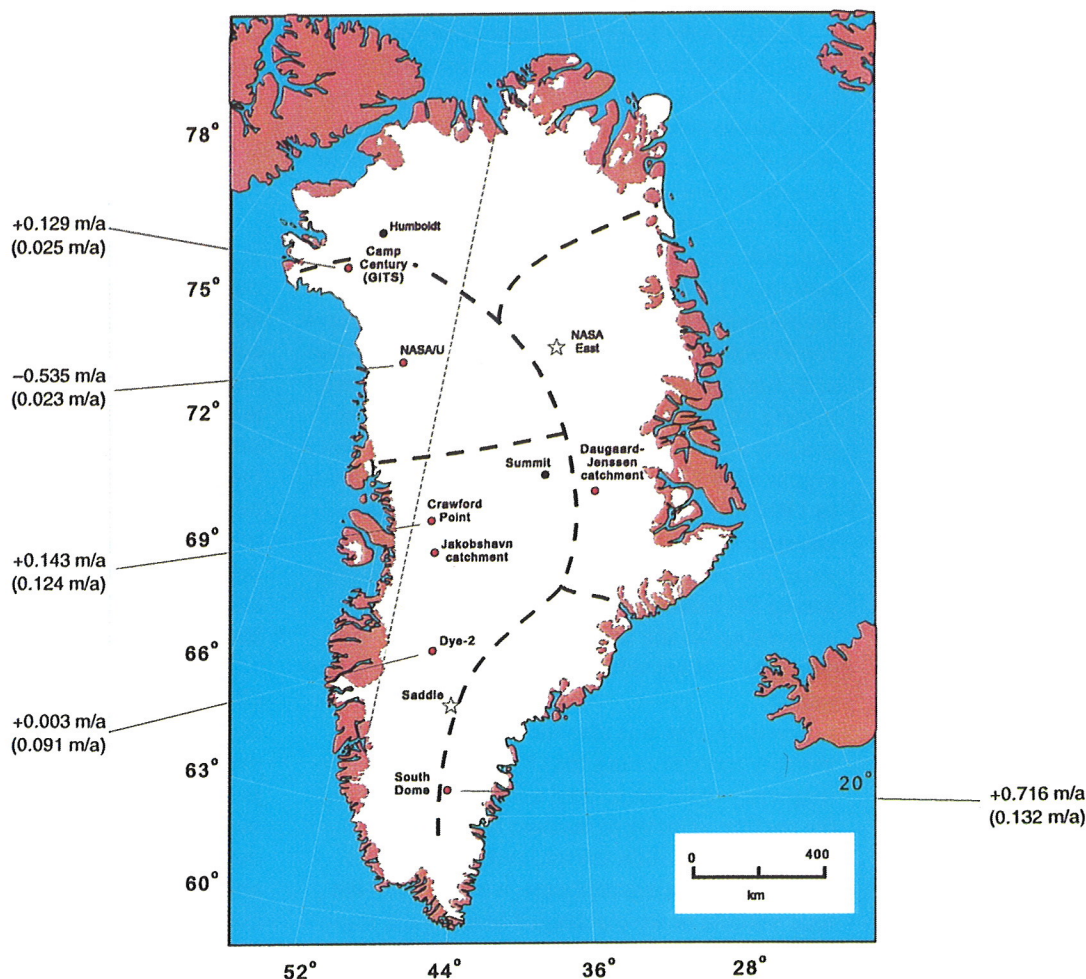 78°
+0.129 m/a
(0.025 m/a)
Humboldt
Camp
Century
(GITS)
75°
NASA/U
NASA
East
−0.535 m/a
(0.023 m/a)
72°
Summit
Daugaard-
Jenssen
catchment
Crawford
Point
69°
Jakobshavn
catchment
+0.143 m/a
(0.124 m/a)
Dye-2
66°
Saddle
+0.003 m/a
(0.091 m/a)
63°
South
Dome
20°
+0.716 m/a
(0.132 m/a)
0
400
km
60°
52°
44°
36°
28°